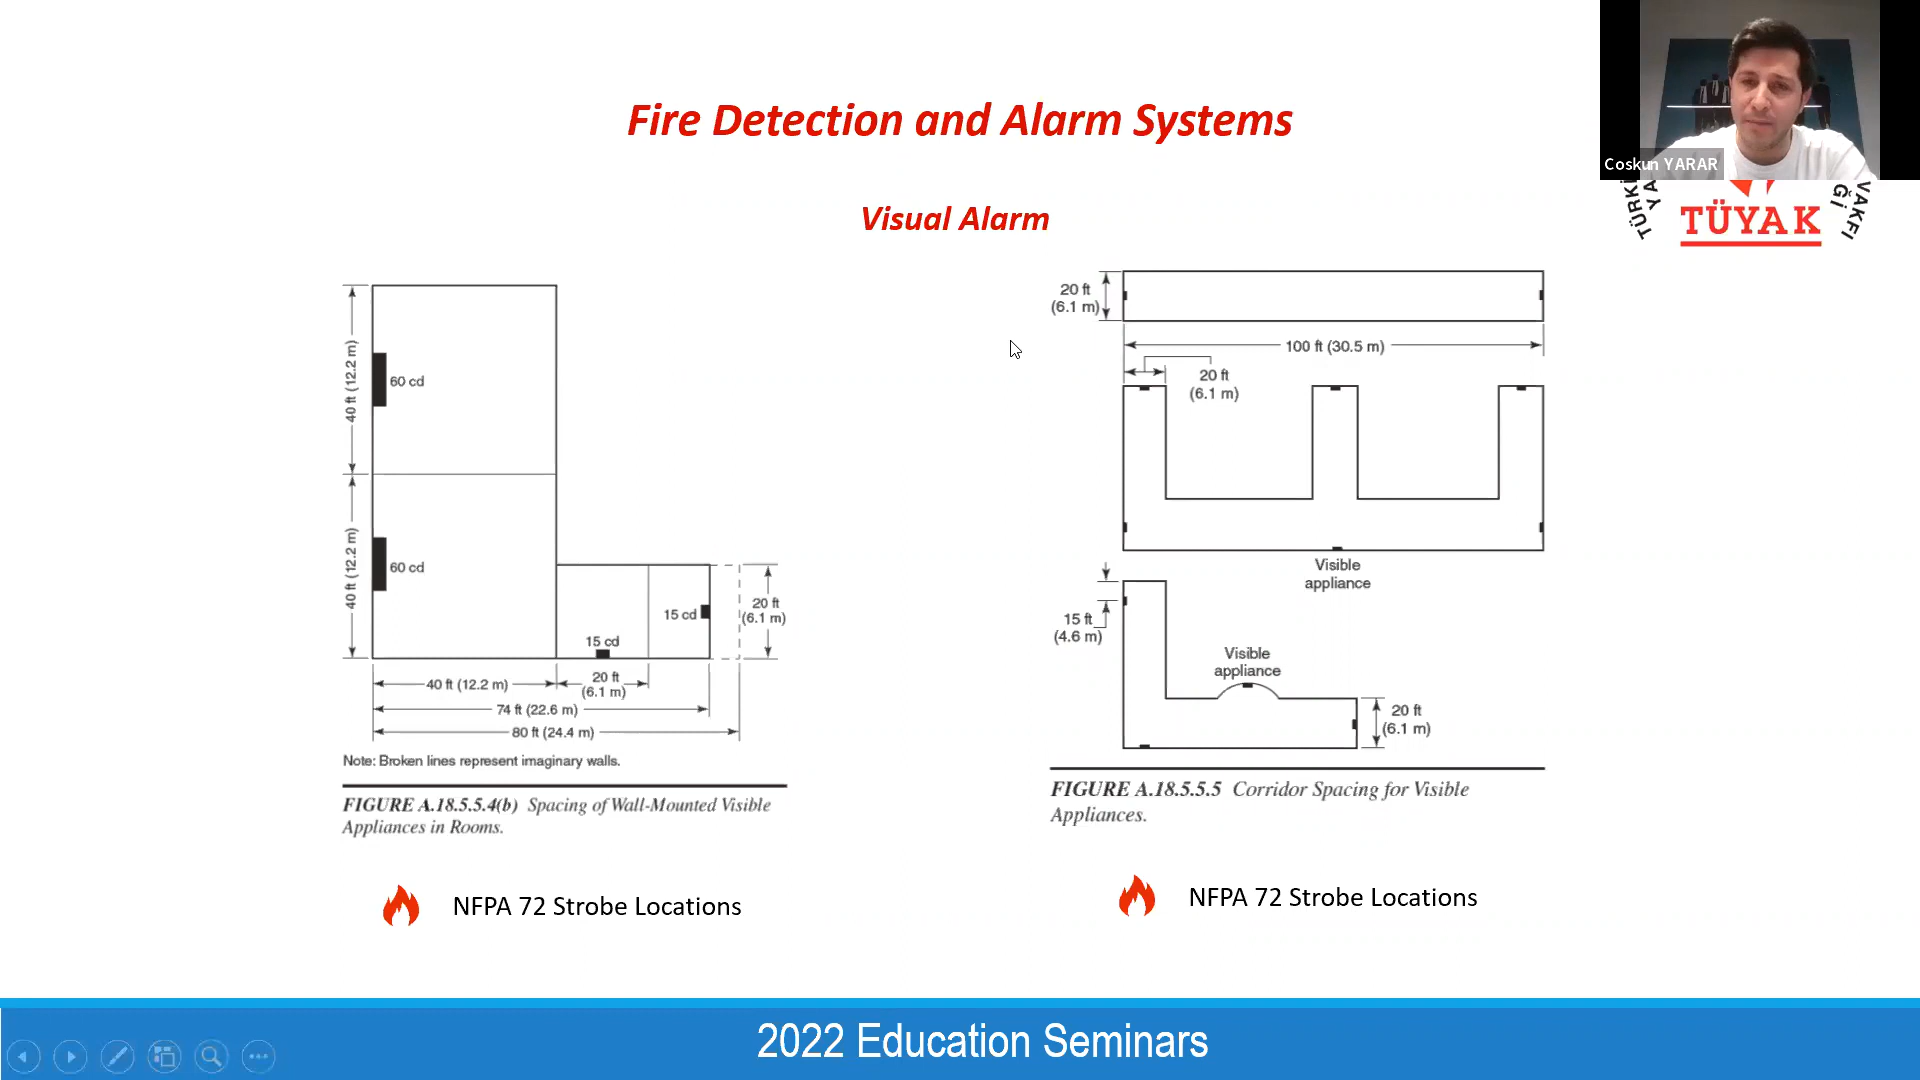 Fire Detection and Alarm Systems
Coskun YARAR
TÜRKİ
YA
Ğİ
VAKFI
TÜYAK
Visual Alarm
40 ft (12.2 m)
60 cd
40 ft (12.2 m)
60 cd
15 cd
15 cd
20 ft
(6.1 m)
40 ft (12.2 m)
20 ft
(6.1 m)
74 ft (22.6 m)
80 ft (24.4 m)
Note: Broken lines represent imaginary walls.
FIGURE A.18.5.5.4(b) Spacing of Wall-Mounted Visible
Appliances in Rooms.
NFPA 72 Strobe Locations
20 ft
(6.1 m)
100 ft (30.5 m)
20 ft
(6.1 m)
Visible
appliance
15 ft
(4.6 m)
Visible
appliance
20 ft
(6.1 m)
FIGURE A.18.5.5.5 Corridor Spacing for Visible
Appliances.
NFPA 72 Strobe Locations
2022 Education Seminars